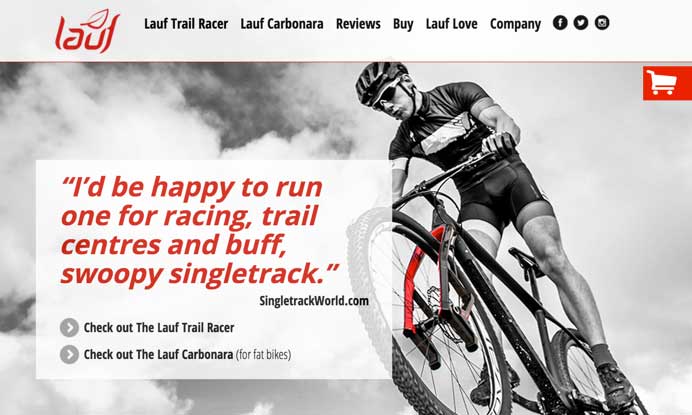 lauf
Lauf Trail Racer Lauf Carbonara Reviews Buy Lauf Love Company
“I’d be happy to run
one for racing, trail
centres and buff,
swoopy singletrack.”
SingletrackWorld.com
Check out The Lauf Trail Racer
Check out The Lauf Carbonara (for fat bikes)